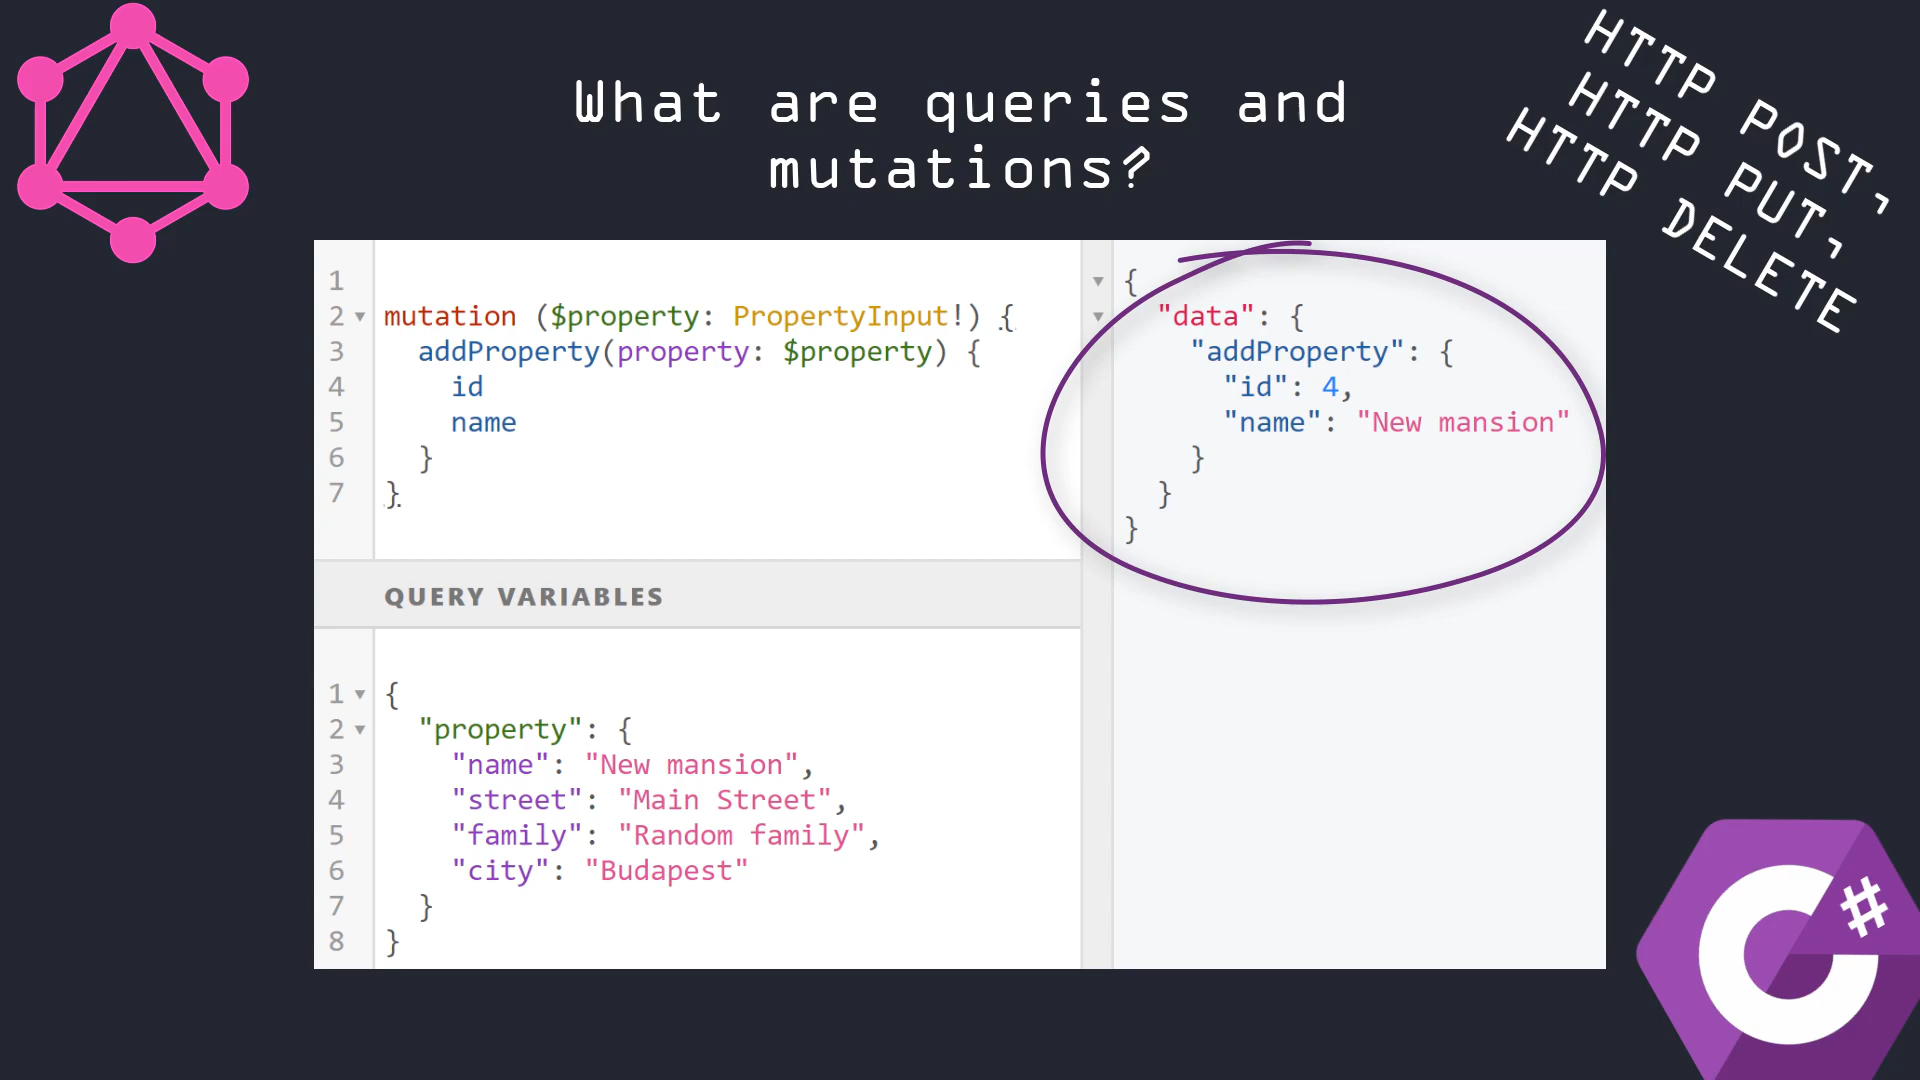 What are queries and
mutations?
HTTP POST,
HTTP PUT,
HTTP DELETE
1
2 mutation ($property: PropertyInput!) {
3 addProperty(property: $property) {
4 id
5 name
6 }
7 }
QUERY VARIABLES
1 {
2 "property": {
3 "name": "New mansion",
4 "street": "Main Street",
5 "family": "Random family",
6 "city": "Budapest"
7 }
8 }
{
"data": {
"addProperty": {
"id": 4,
"name": "New mansion"
}
}
}
C#